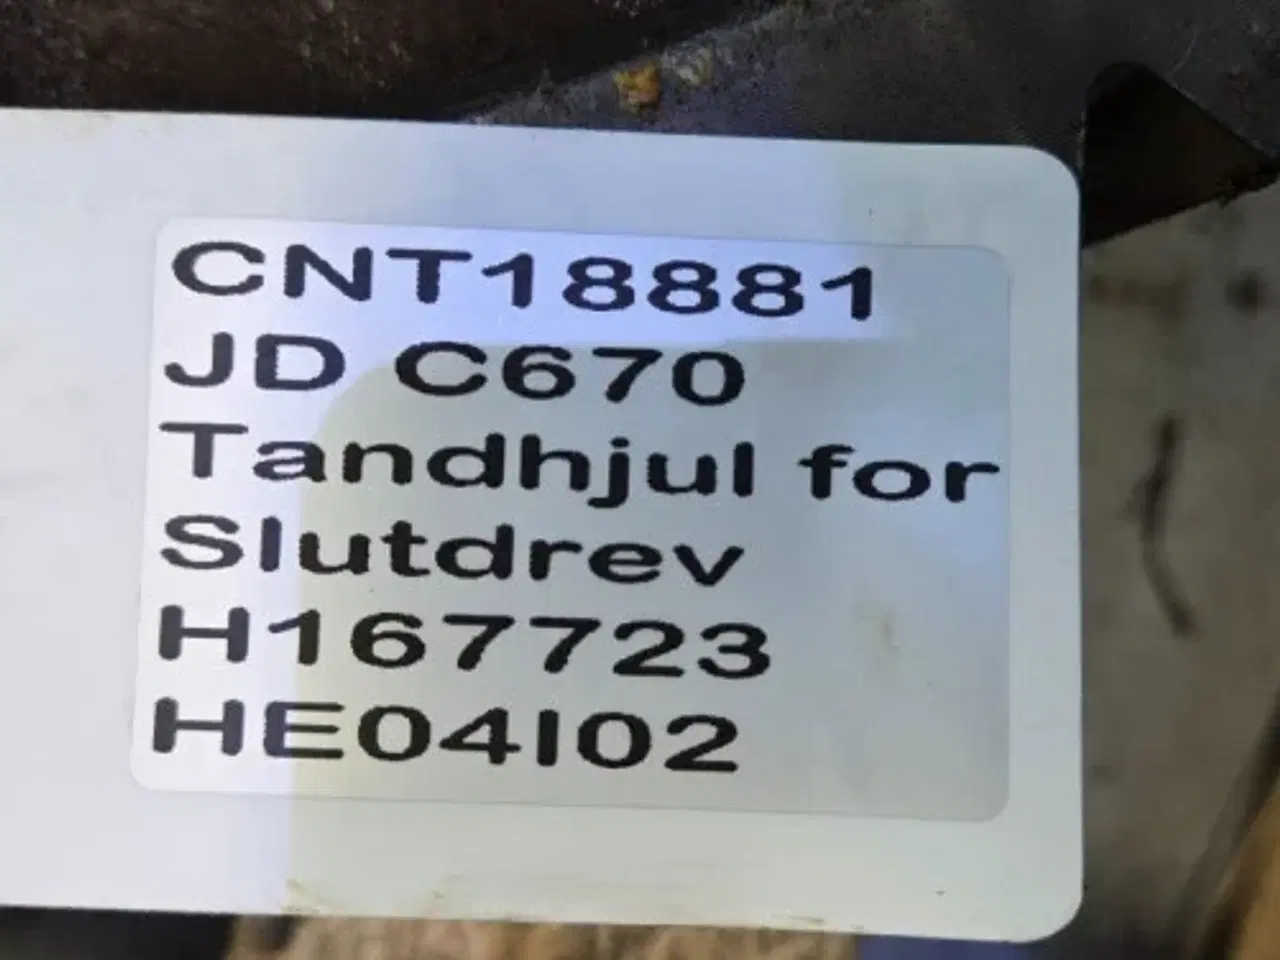 CNT18881
JD C670
Tandhjul for
Slutdrev
H167723
HE04I02